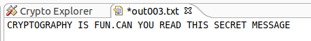 Crypto Explorer *out003.txt
CRYPTOGRAPHY IS FUN.CAN YOU READ THIS SECRET MESSAGE